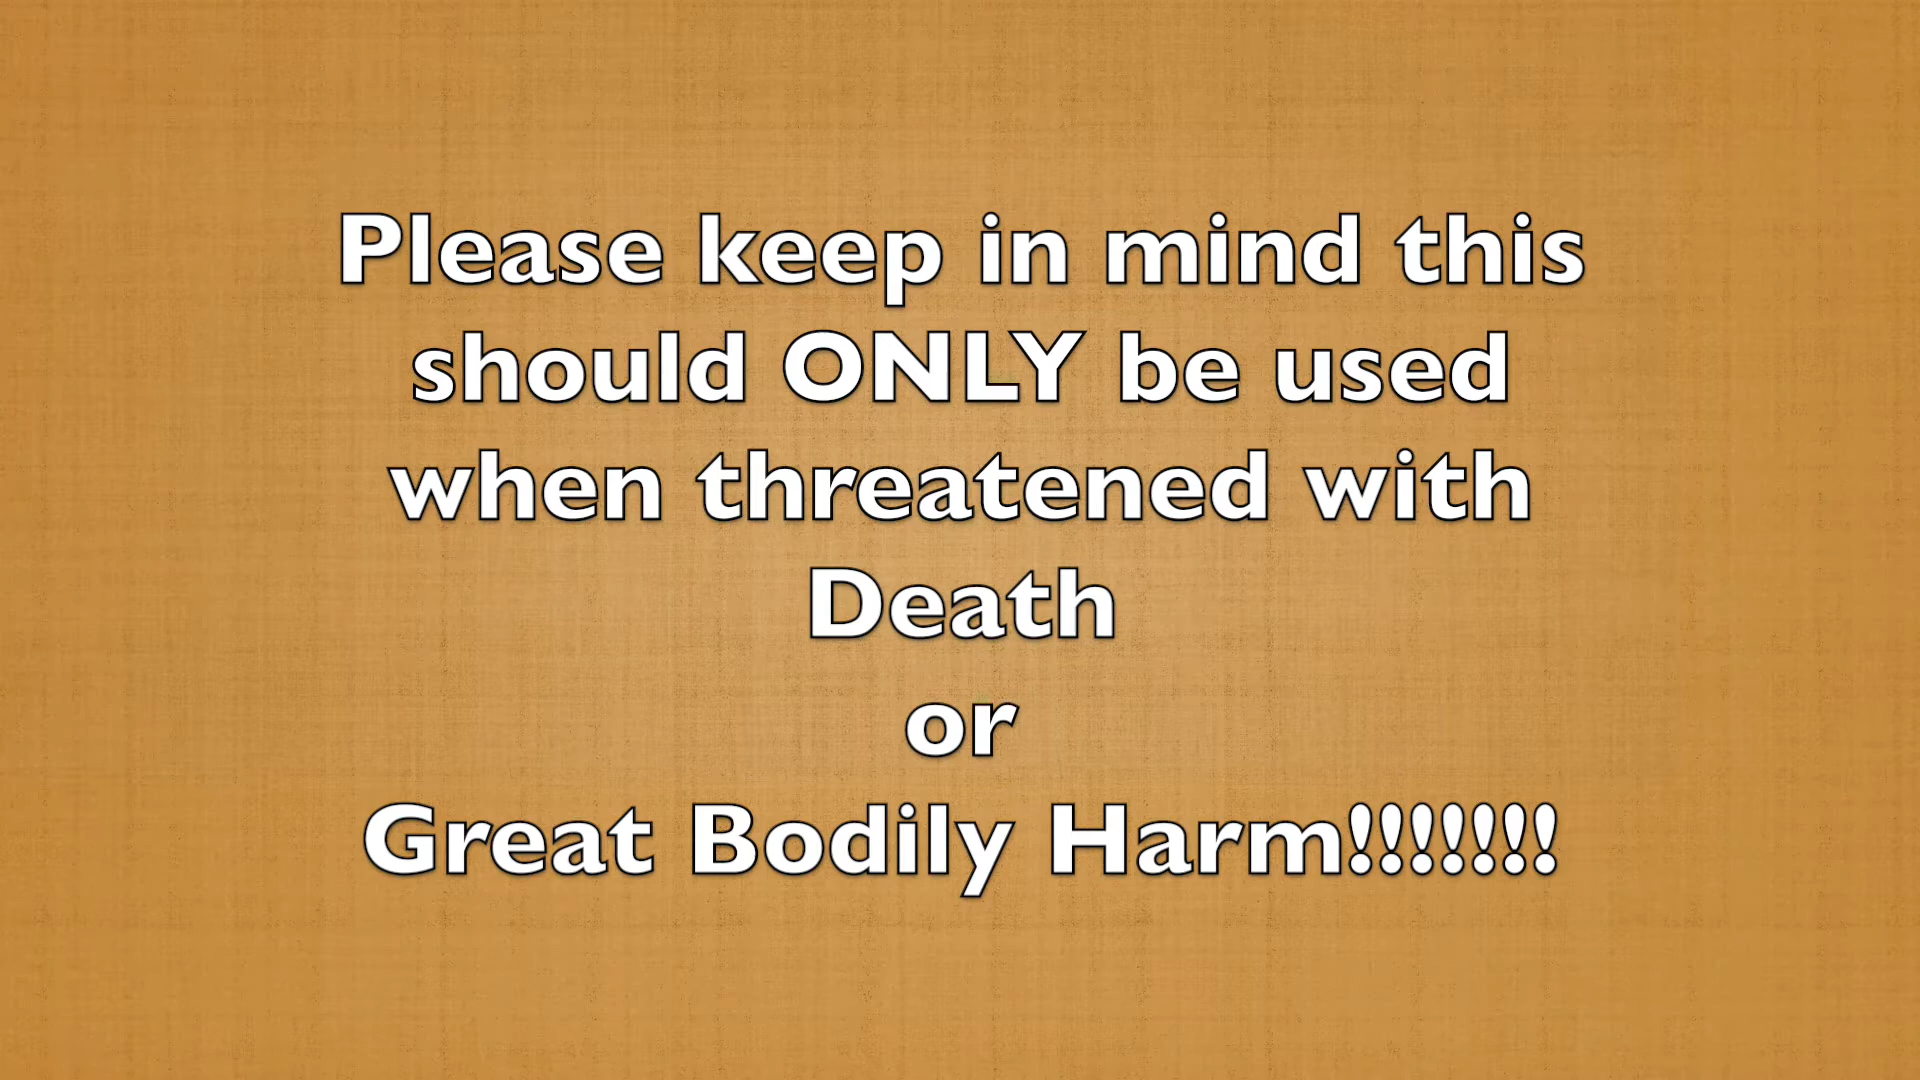 Please keep in mind this
should ONLY be used
when threatened with
Death
or
Great Bodily Harm!!!!!!!